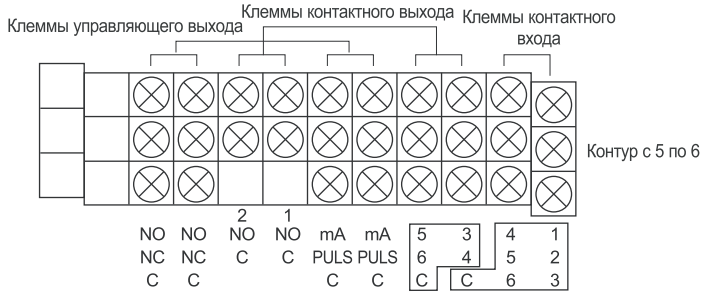 Клеммы управляющего выхода
Клеммы контактного выхода
Клеммы контактного
входа
Контур с 5 по 6
2 1
NO NO NO NO mA mA 5 3 4 1
NC NC C C PULS PULS 6 4 5 2
C C C C C C 6 3